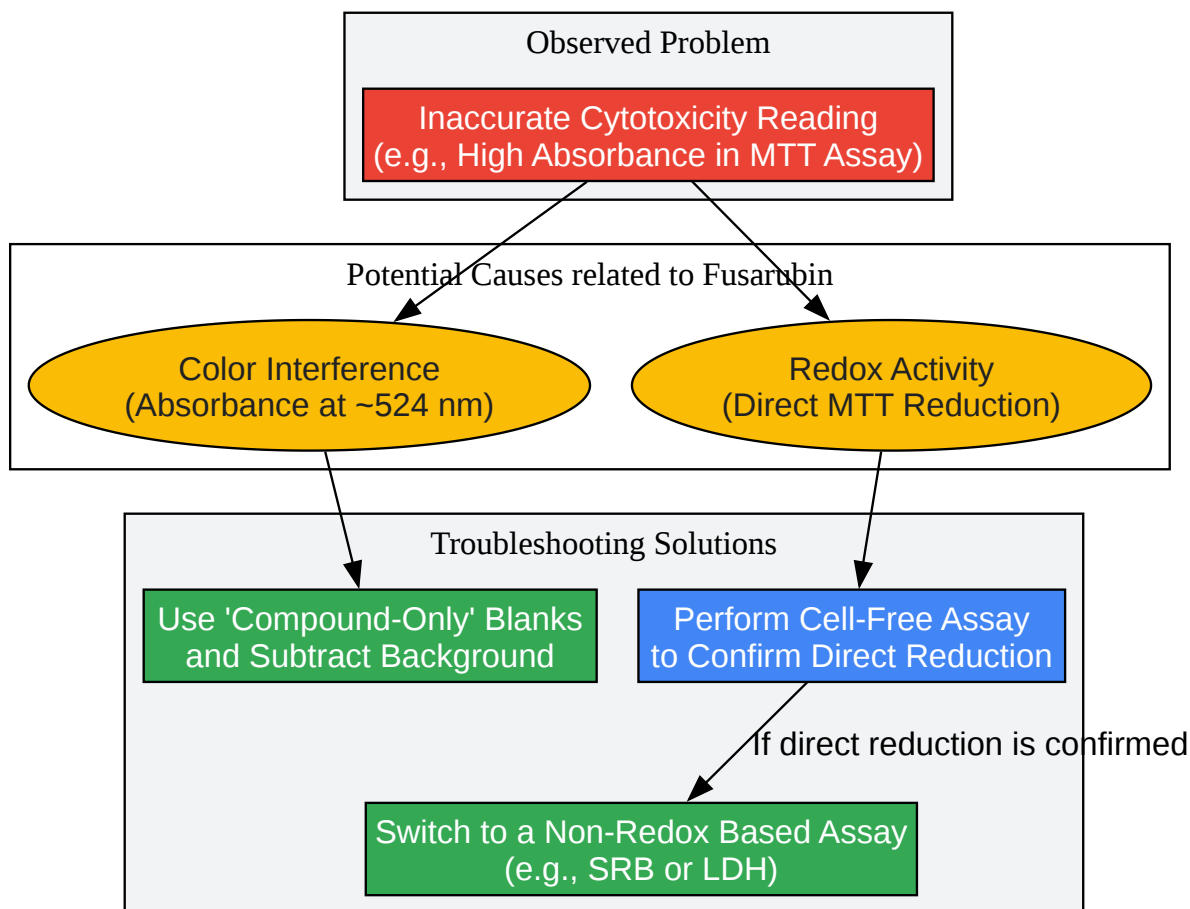 Observed Problem
Inaccurate Cytotoxicity Reading
(e.g., High Absorbance in MTT Assay)
Potential Causes related to Fusarubin
Color Interference
(Absorbance at ~524 nm)
Redox Activity
(Direct MTT Reduction)
Troubleshooting Solutions
Use 'Compound-Only' Blanks
and Subtract Background
Perform Cell-Free Assay
to Confirm Direct Reduction
If direct reduction is confirmed
Switch to a Non-Redox Based Assay
(e.g., SRB or LDH)